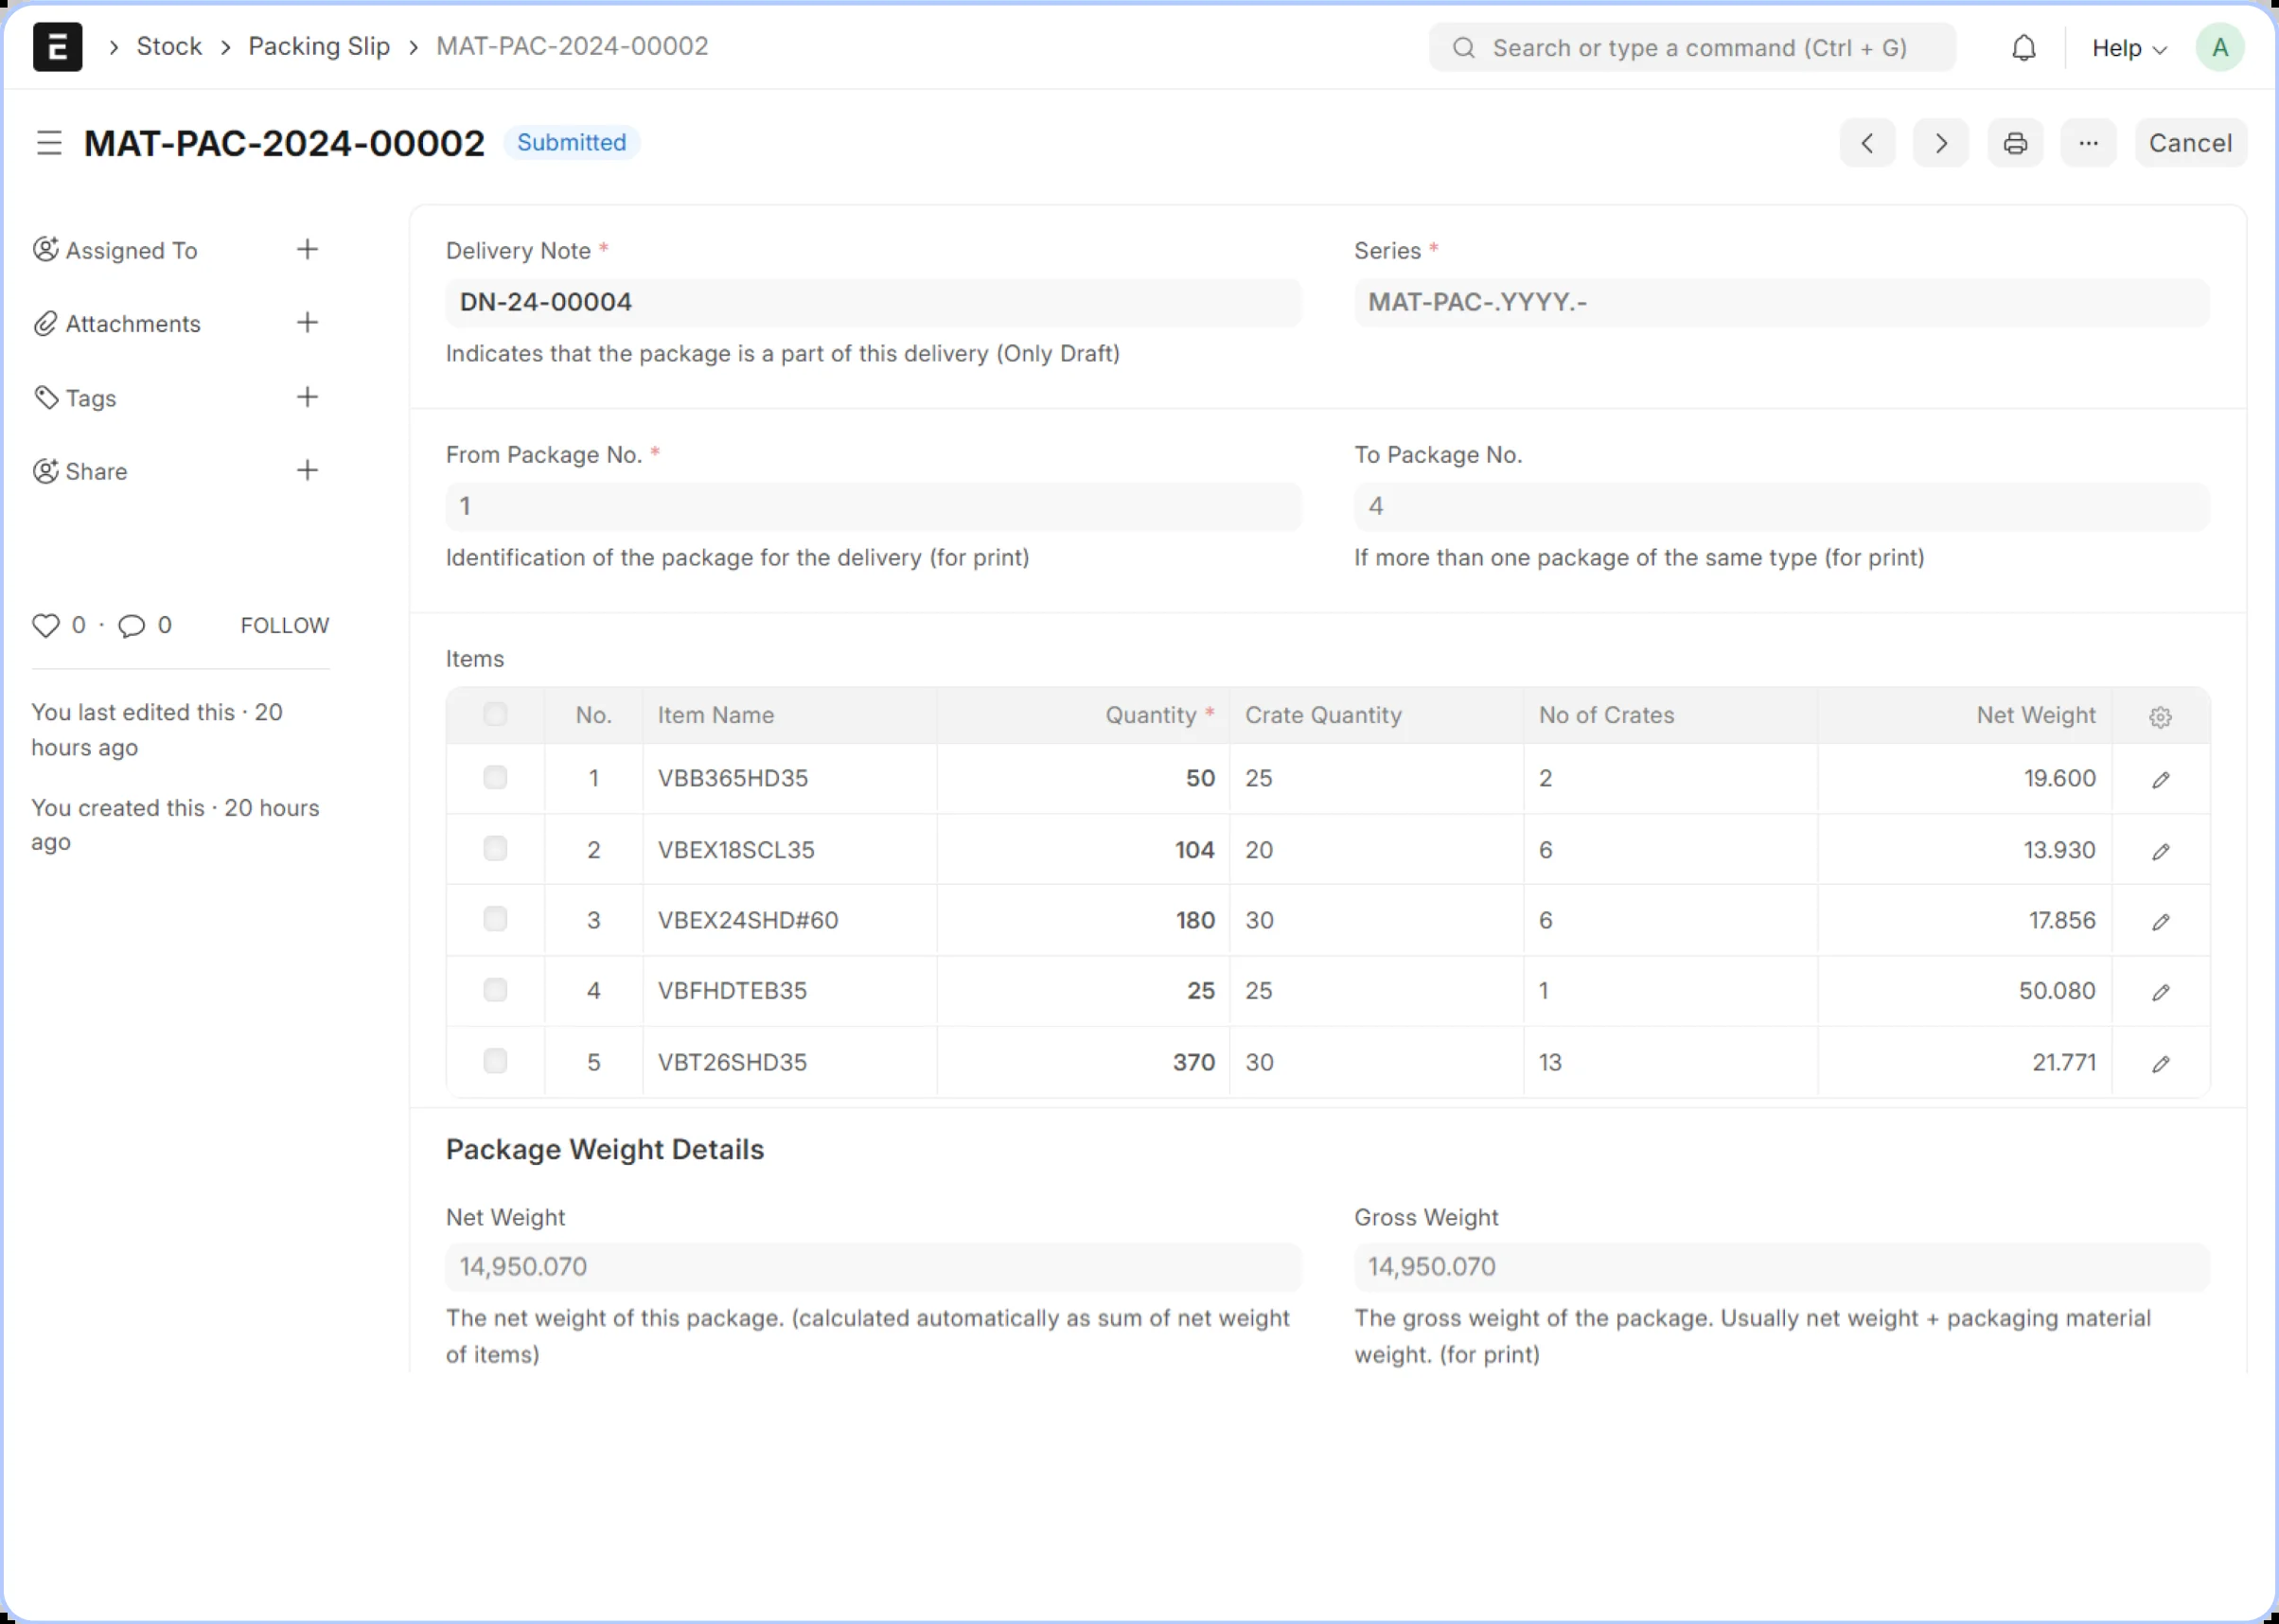 E > Stock > Packing Slip > MAT-PAC-2024-00002
Search or type a command (Ctrl + G)
Help
A
MAT-PAC-2024-00002 Submitted
Cancel
Assigned To +
Attachments +
Tags +
Share +
0 · 0 FOLLOW
You last edited this · 20
hours ago
You created this · 20 hours
ago
Delivery Note *
DN-24-00004
Indicates that the package is a part of this delivery (Only Draft)
Series *
MAT-PAC-.YYYY.-
From Package No. *
1
Identification of the package for the delivery (for print)
To Package No.
4
If more than one package of the same type (for print)
Items
No. Item Name Quantity * Crate Quantity No of Crates Net Weight
1 VBB365HD35 50 25 2 19.600
2 VBEX18SCL35 104 20 6 13.930
3 VBEX24SHD#60 180 30 6 17.856
4 VBFHDTEB35 25 25 1 50.080
5 VBT26SHD35 370 30 13 21.771
Package Weight Details
Net Weight
14,950.070
The net weight of this package. (calculated automatically as sum of net weight
of items)
Gross Weight
14,950.070
The gross weight of the package. Usually net weight + packaging material
weight. (for print)